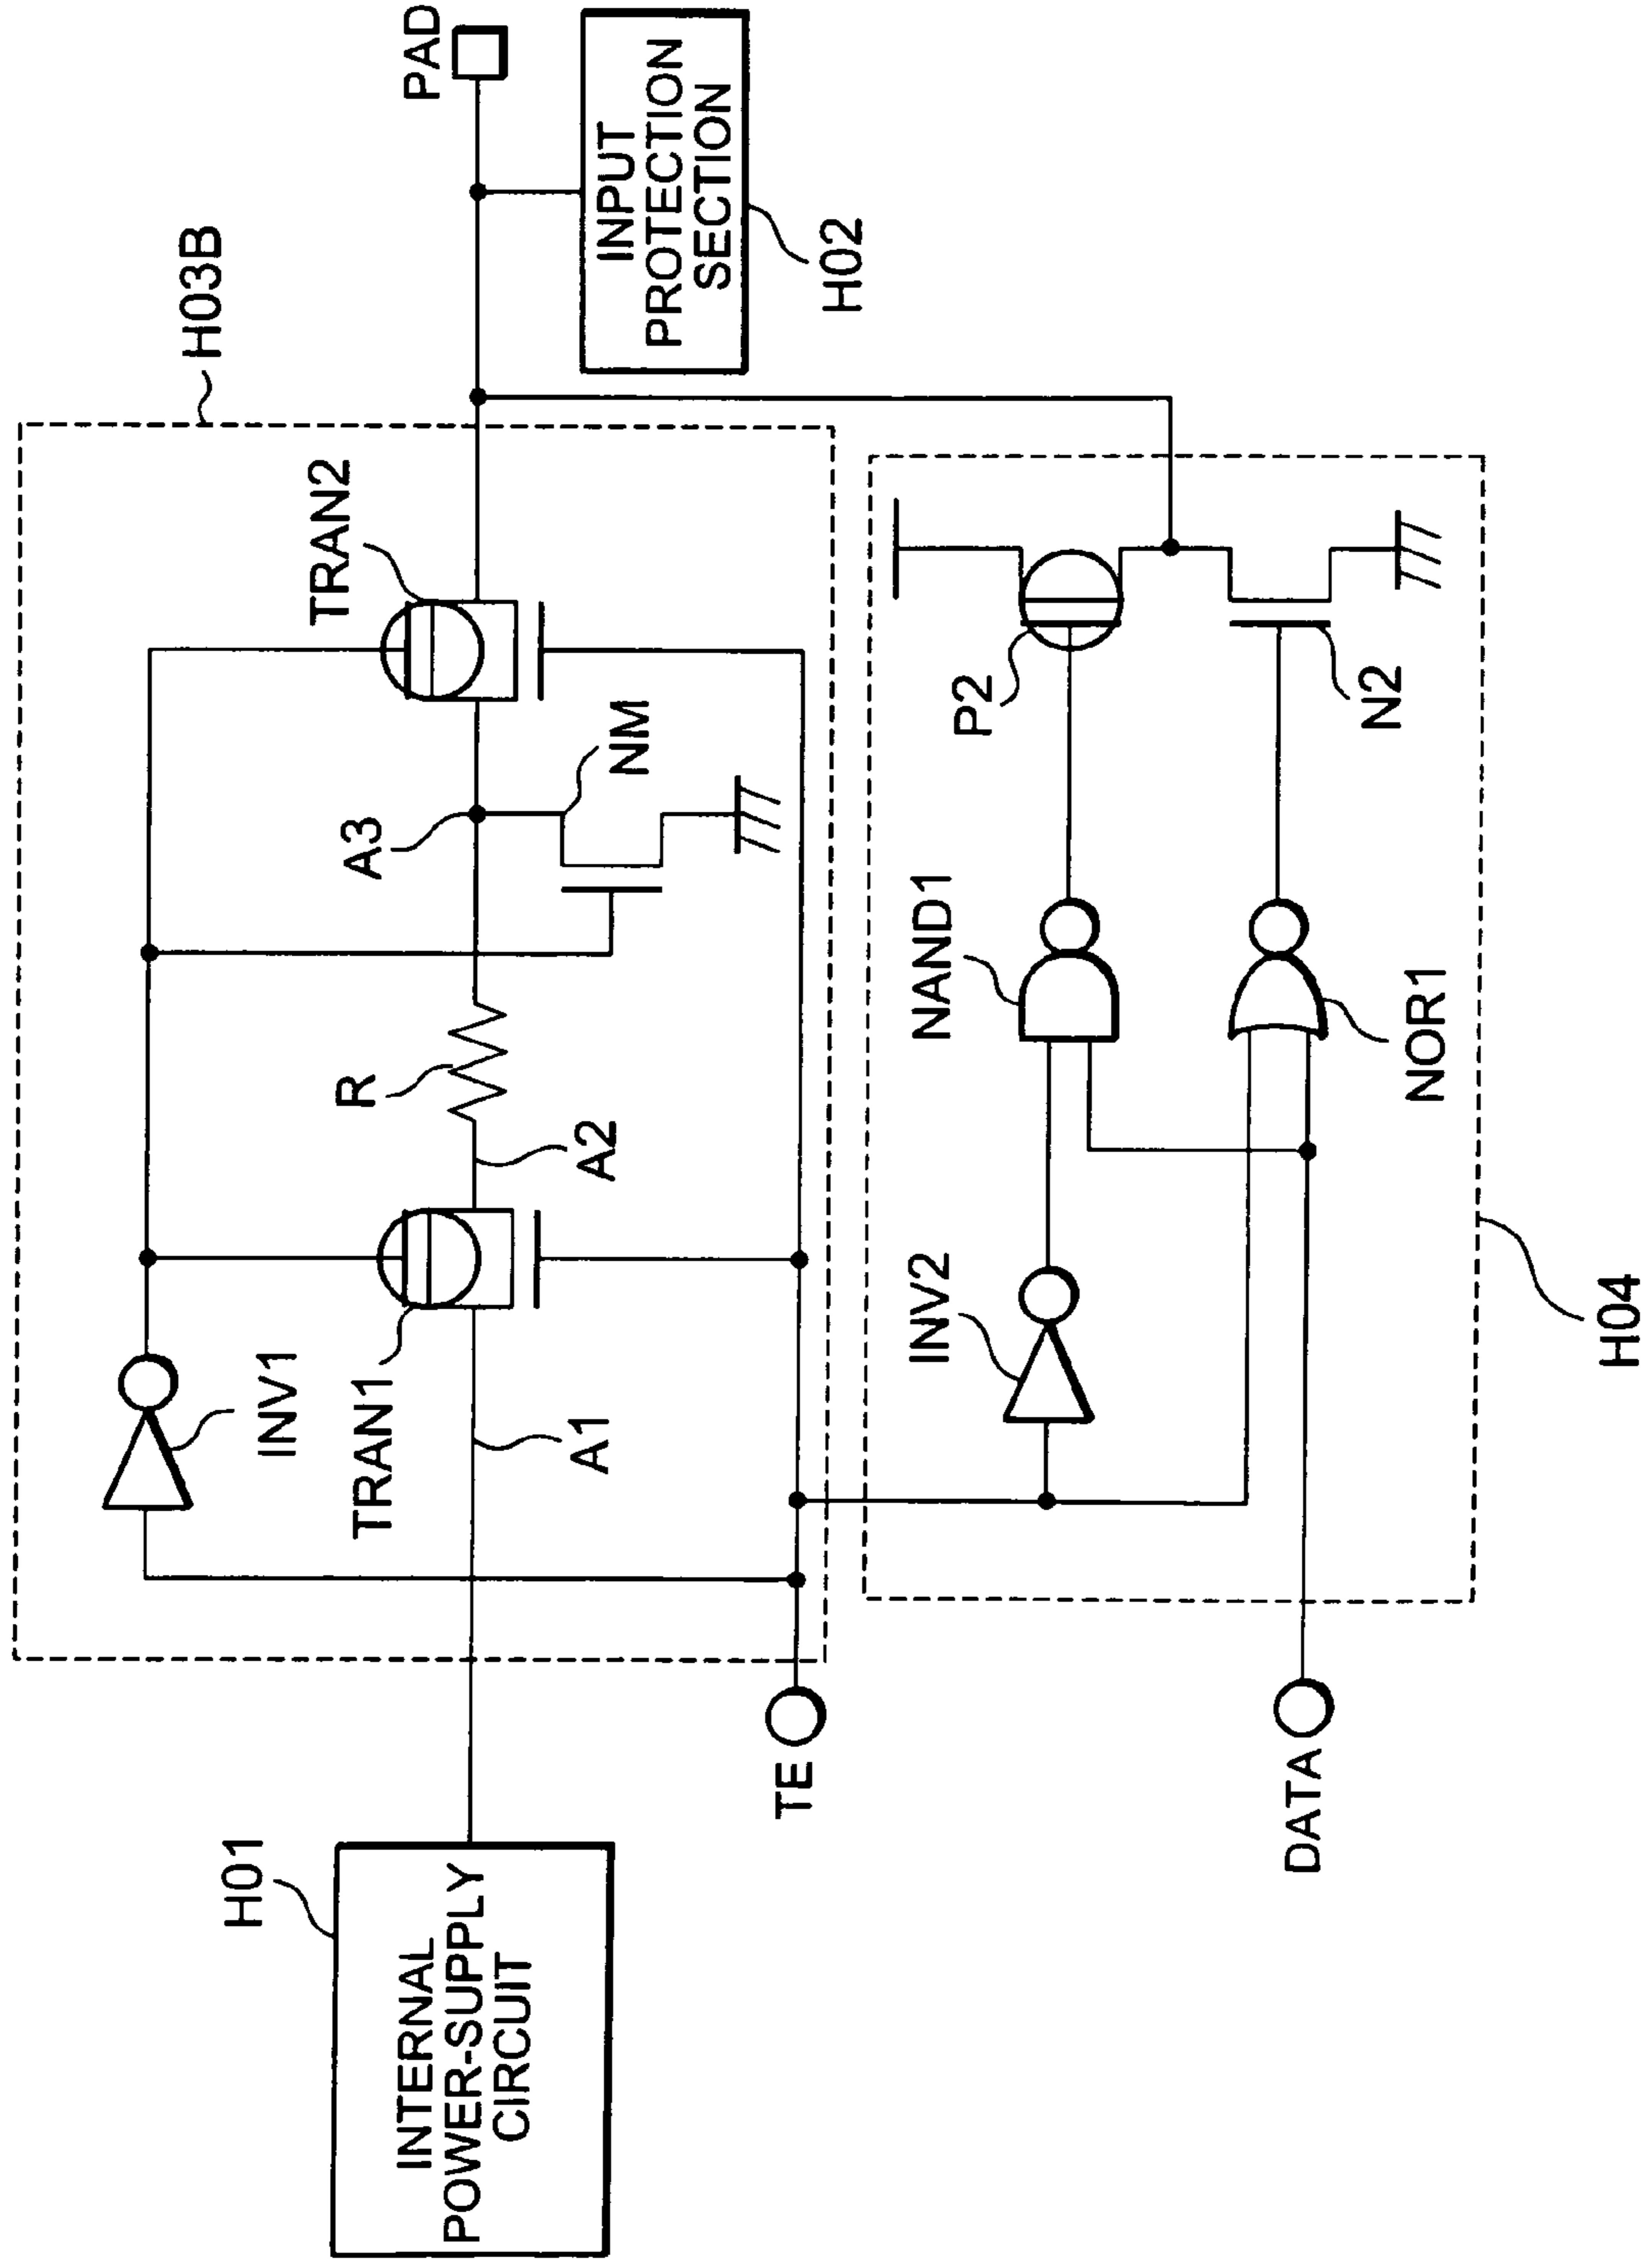 H03B
PAD
TRAN2
INPUT
PROTECTION
SECTION
H02
A3
NM
R
A2
INV1
TRAN1
A1
H01
INTERNAL
POWER-SUPPLY
CIRCUIT
TE
P2
N2
NAND1
NOR1
INV2
H04
DATA